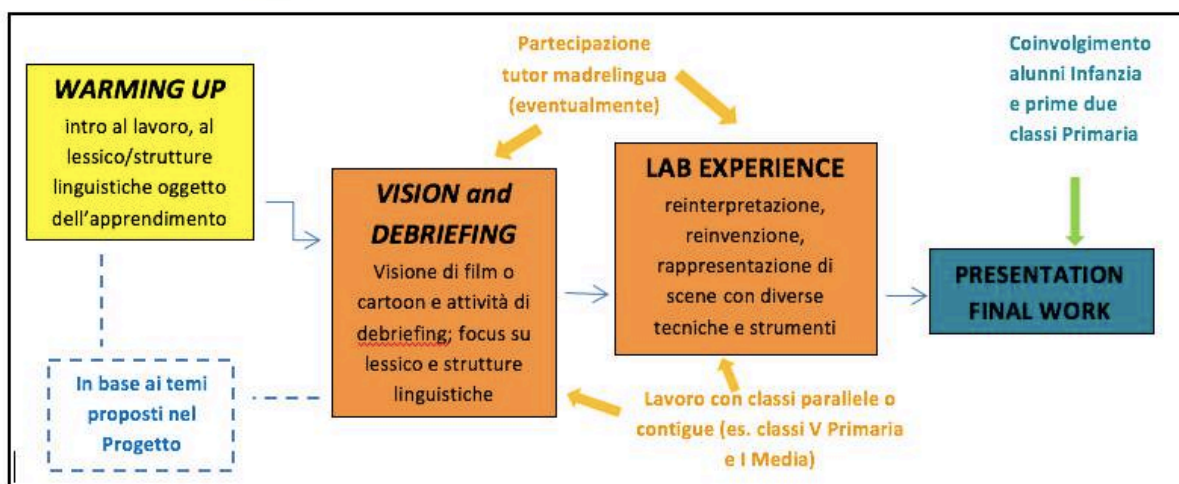 WARMING UP
intro al lavoro, al
lessico/strutture
linguistiche oggetto
dell'apprendimento
In base ai temi
proposti nel
Progetto
Partecipazione
tutor madrelingua
(eventualmente)
VISION and
DEBRIEFING
Visione di film o
cartoon e attività di
debriefing; focus su
lessico e strutture
linguistiche
LAB EXPERIENCE
reinterpretazione,
reinvenzione,
rappresentazione di
scene con diverse
tecniche e strumenti
Lavoro con classi parallele o
contigue (es. classi V Primaria
e I Media)
Coinvolgimento
alunni Infanzia
e prime due
classi Primaria
PRESENTATION
FINAL WORK